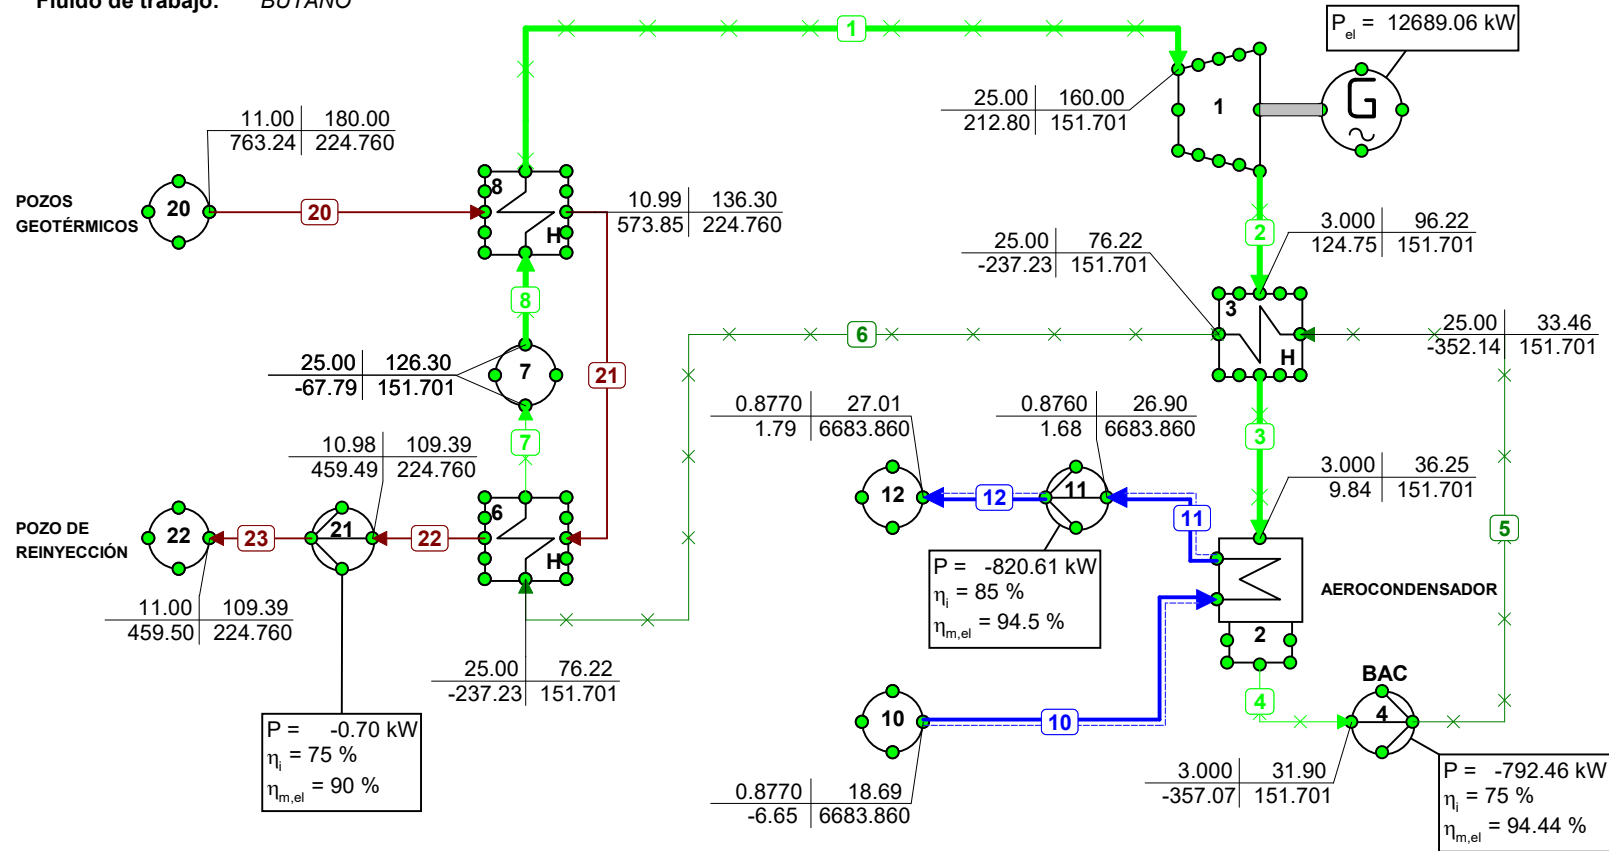 Fluido de trabajo: BUTANO
1
P_el = 12689.06 kW
G
25.00 160.00
212.80 151.701
1
11.00 180.00
763.24 224.760
POZOS
GEOTÉRMICOS
20
20
8
H
10.99 136.30
573.85 224.760
2
3.000 96.22
124.75 151.701
25.00 76.22
-237.23 151.701
8
3
H
6
25.00 33.46
-352.14 151.701
25.00 126.30
-67.79 151.701
7
21
0.8770 27.01
1.79 6683.860
0.8760 26.90
1.68 6683.860
7
3
10.98 109.39
459.49 224.760
3.000 36.25
9.84 151.701
12
12
11
11
5
POZO DE
REINYECCIÓN
22
23
21
22
6
H
P = -820.61 kW
η_i = 85 %
η_m,el = 94.5 %
AEROCONDENSADOR
2
11.00 109.39
459.50 224.760
25.00 76.22
-237.23 151.701
BAC
4
4
10
10
P = -0.70 kW
η_i = 75 %
η_m,el = 90 %
0.8770 18.69
-6.65 6683.860
3.000 31.90
-357.07 151.701
P = -792.46 kW
η_i = 75 %
η_m,el = 94.44 %